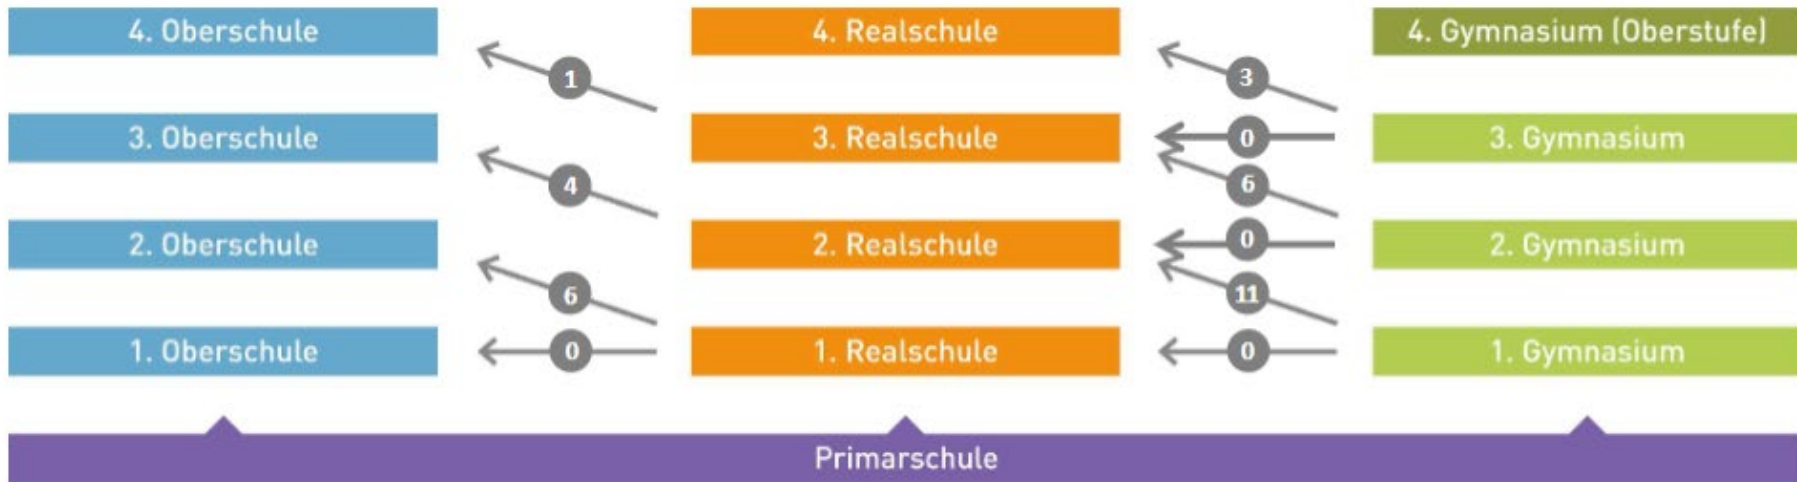 4. Oberschule
4. Realschule
4. Gymnasium (Oberstufe)
1
3
3. Oberschule
3. Realschule
0
3. Gymnasium
4
6
2. Oberschule
2. Realschule
0
2. Gymnasium
6
11
1. Oberschule
0
1. Realschule
0
1. Gymnasium
Primarschule